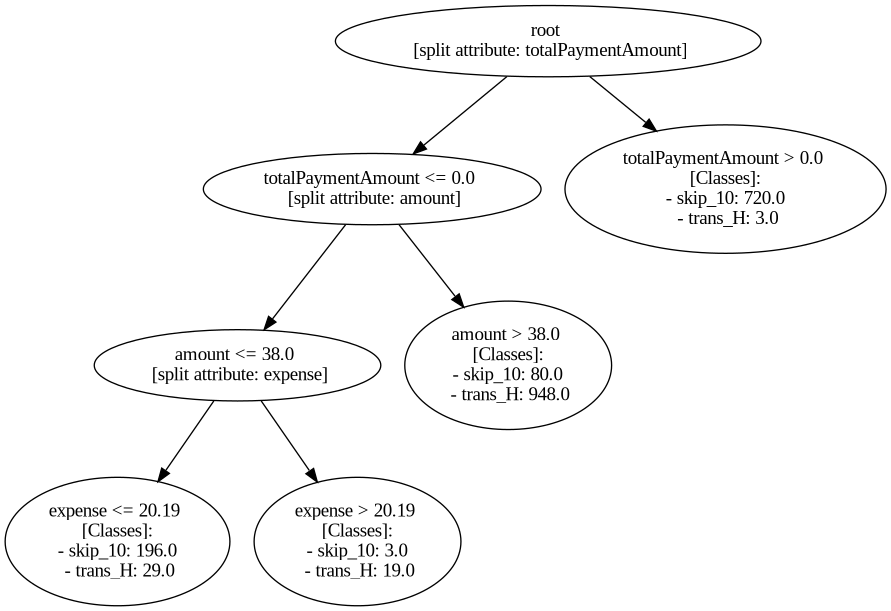 root
[split attribute: totalPaymentAmount]
totalPaymentAmount <= 0.0
[split attribute: amount]
totalPaymentAmount > 0.0
[Classes]:
- skip_10: 720.0
- trans_H: 3.0
amount <= 38.0
[split attribute: expense]
amount > 38.0
[Classes]:
- skip_10: 80.0
- trans_H: 948.0
expense <= 20.19
[Classes]:
- skip_10: 196.0
- trans_H: 29.0
expense > 20.19
[Classes]:
- skip_10: 3.0
- trans_H: 19.0